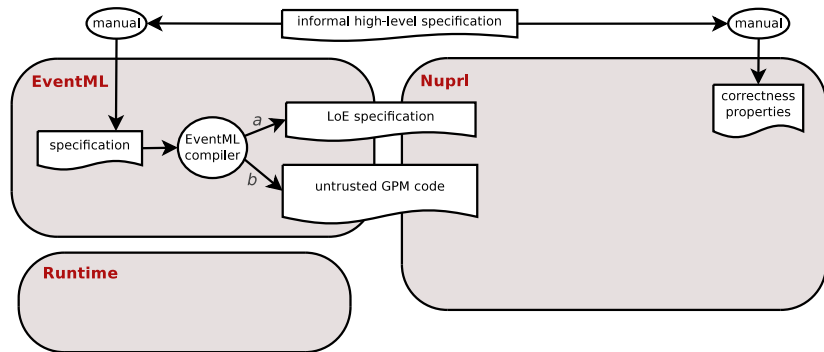 manual
informal high-level specification
manual
EventML
Nuprl
a
LoE specification
correctness
properties
specification
EventML
compiler
b
untrusted GPM code
Runtime